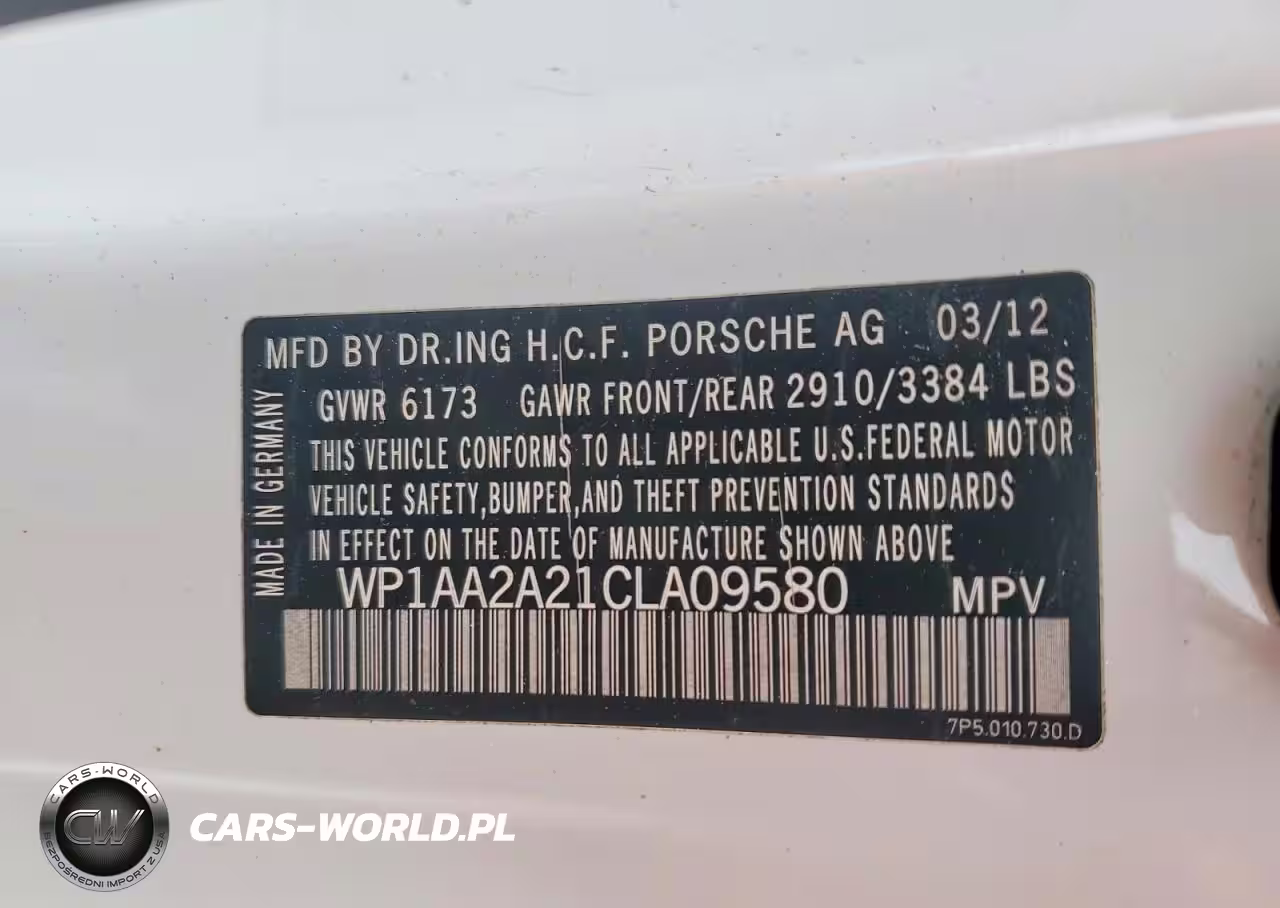 MFD BY DR.ING H.C.F. PORSCHE AG 03/12
GVWR 6173 GAWR FRONT/REAR 2910/3384 LBS
THIS VEHICLE CONFORMS TO ALL APPLICABLE U.S.FEDERAL MOTOR
VEHICLE SAFETY,BUMPER,AND THEFT PREVENTION STANDARDS
IN EFFECT ON THE DATE OF MANUFACTURE SHOWN ABOVE
WP1AA2A21CLA09580 MPV
MADE IN GERMANY
7P5.010.730.D
CARS-WORLD
CW
BEZPOŚREDNI IMPORT Z USA
CARS-WORLD.PL